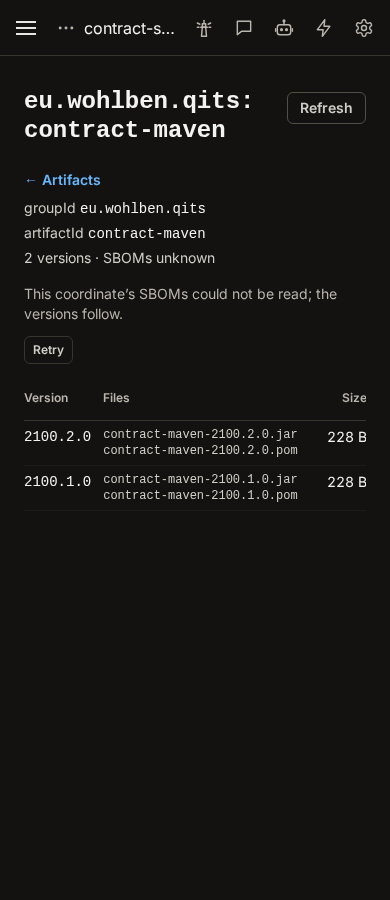 ••• contract-s...
eu.wohlben.qits:
contract-maven
Refresh
← Artifacts
groupId eu.wohlben.qits
artifactId contract-maven
2 versions · SBOMs unknown
This coordinate's SBOMs could not be read; the
versions follow.
Retry
Version Files Size
2100.2.0 contract-maven-2100.2.0.jar 228 B
contract-maven-2100.2.0.pom
2100.1.0 contract-maven-2100.1.0.jar 228 B
contract-maven-2100.1.0.pom